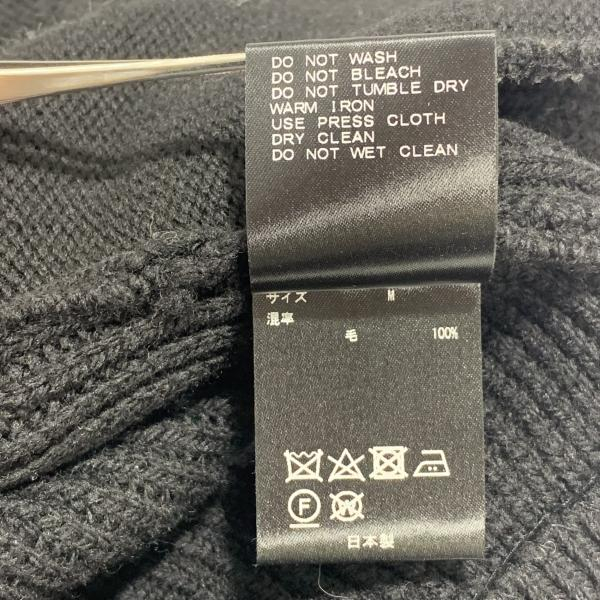 DO NOT WASH
DO NOT BLEACH
DO NOT TUMBLE DRY
WARM IRON
USE PRESS CLOTH
DRY CLEAN
DO NOT WET CLEAN
サイズ M
混率
毛 100%
F W
日本製